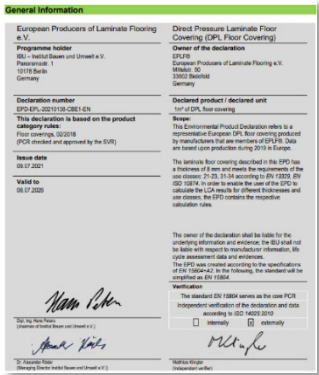 General Information
European Producers of Laminate Flooring
e.V.
Programme holder
IBU – Institut Bauen und Umwelt e.V.
Panoramastr. 1
10178 Berlin
Germany
Declaration number
EPD-EPL-20210138-CBE1-EN
This declaration is based on the product
category rules:
Floor coverings, 02/2018
(PCR checked and approved by the SVR)
Issue date
09.07.2021
Valid to
08.07.2026
Dipl. Ing. Hans Peters
(chairman of Institut Bauen und Umwelt e.V.)
Dr. Alexander Röder
(Managing Director Institut Bauen und Umwelt e.V.)
Direct Pressure Laminate Floor
Covering (DPL Floor Covering)
Owner of the declaration
EPLF®
European Producers of Laminate Flooring e.V.
Mittelstr. 50
33602 Bielefeld
Germany
Declared product / declared unit
1m² of DPL floor covering
Scope:
This Environmental Product Declaration refers to a
representative European DPL floor covering produced
by manufacturers that are members of EPLF®. Data
are based upon production during 2019 in Europe.
The laminate floor covering described in this EPD has
a thickness of 8 mm and meets the requirements of the
use classes: 21-23, 31-34 according to EN 13329, EN
ISO 10874. In order to enable the user of the EPD to
calculate the LCA results for different thicknesses and
use classes, the EPD contains the respective
calculation rules.
The owner of the declaration shall be liable for the
underlying information and evidence; the IBU shall not
be liable with respect to manufacturer information, life
cycle assessment data and evidences.
The EPD was created according to the specifications
of EN 15804+A2. In the following, the standard will be
simplified as EN 15804.
Verification
The standard EN 15804 serves as the core PCR
Independent verification of the declaration and data
according to ISO 14025:2010
internally x externally
Matthias Klingler
(Independent verifier)